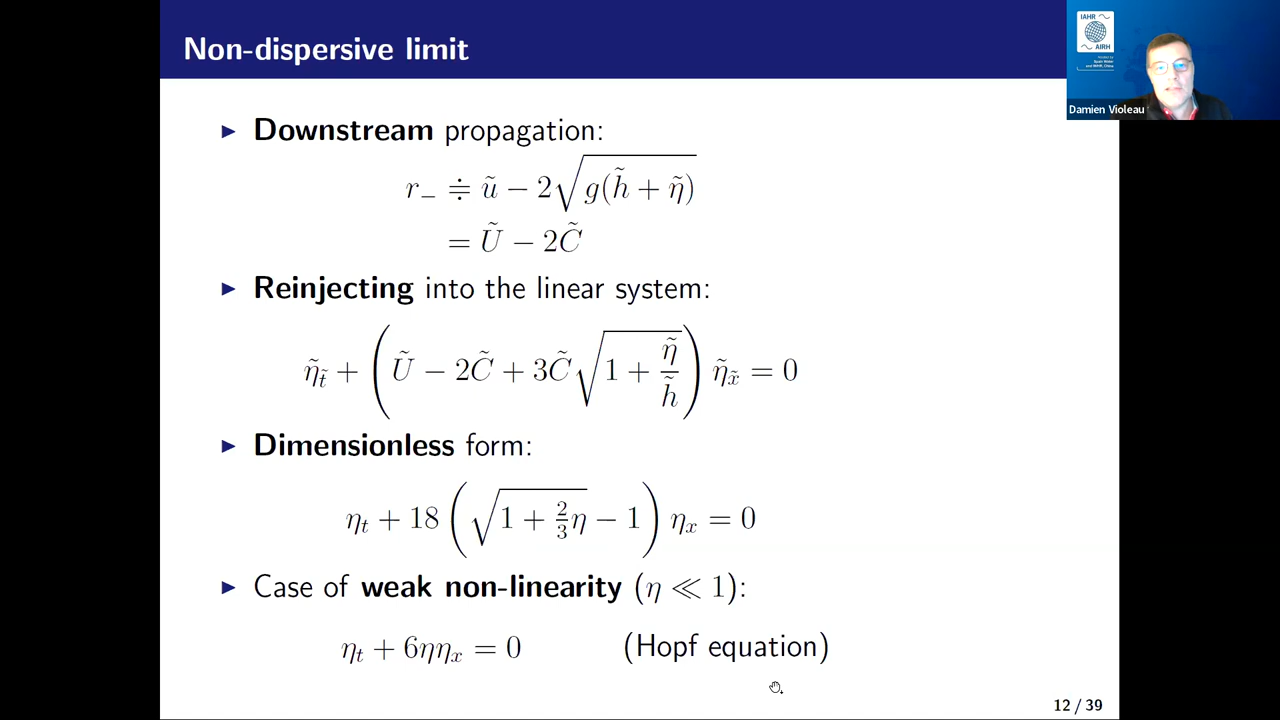 Non-dispersive limit
IAHR
AIRH
Damien Violeau
▶ Downstream propagation:
r₋ ≑ ũ − 2√(g(h̃ + η̃))
= Ũ − 2C̃
▶ Reinjecting into the linear system:
η̃_t̃ + (Ũ − 2C̃ + 3C̃√(1 + η̃/h̃)) η̃_x̃ = 0
▶ Dimensionless form:
η_t + 18 (√(1 + 2/3 η) − 1) η_x = 0
▶ Case of weak non-linearity (η ≪ 1):
η_t + 6ηη_x = 0 (Hopf equation)
12 / 39